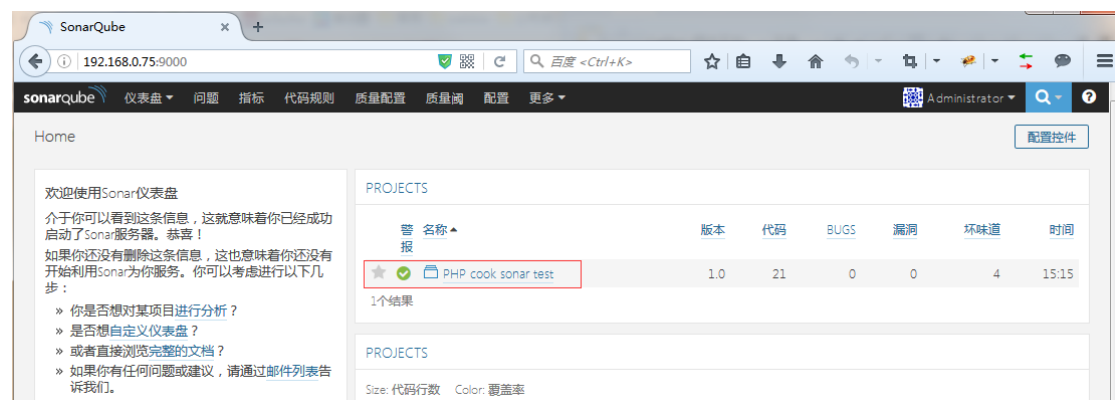 SonarQube
192.168.0.75:9000
百度 <Ctrl+K>
sonarqube 仪表盘 问题 指标 代码规则 质量配置 质量阈 配置 更多 Administrator
Home
配置控件
欢迎使用Sonar仪表盘
介于你可以看到这条信息，这就意味着你已经成功
启动了Sonar服务器。恭喜！
如果你还没有删除这条信息，这也意味着你还没有
开始利用Sonar为你服务。你可以考虑进行以下几
步：
» 你是否想对某项目进行分析？
» 是否想自定义仪表盘？
» 或者直接浏览完整的文档？
» 如果你有任何问题或建议，请通过邮件列表告
诉我们。
PROJECTS
警报 名称 版本 代码 BUGS 漏洞 坏味道 时间
PHP cook sonar test 1.0 21 0 0 4 15:15
1个结果
PROJECTS
Size: 代码行数 Color: 覆盖率